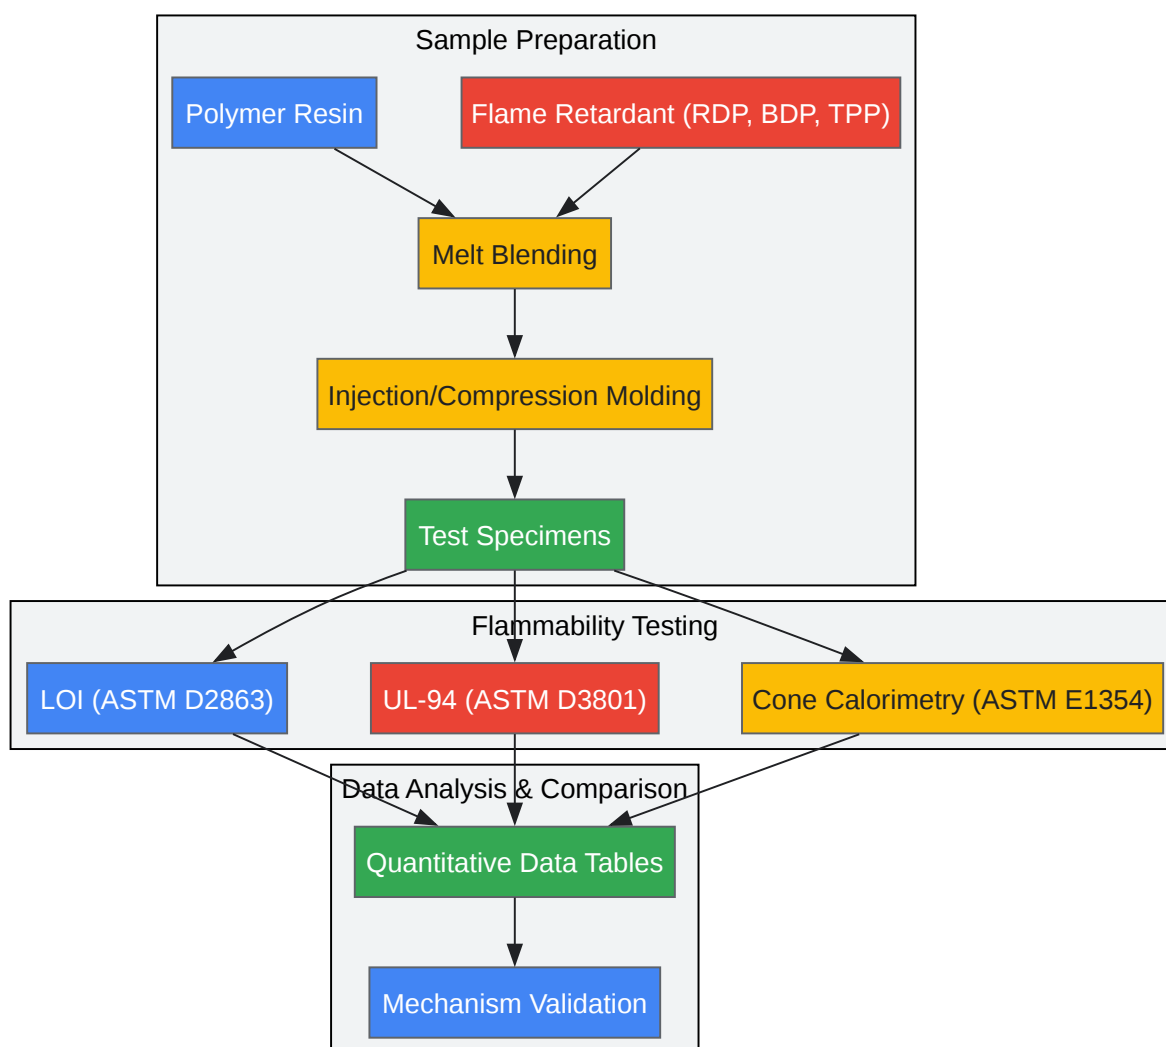 Sample Preparation
Polymer Resin
Flame Retardant (RDP, BDP, TPP)
Melt Blending
Injection/Compression Molding
Test Specimens
Flammability Testing
LOI (ASTM D2863)
UL-94 (ASTM D3801)
Cone Calorimetry (ASTM E1354)
Data Analysis & Comparison
Quantitative Data Tables
Mechanism Validation